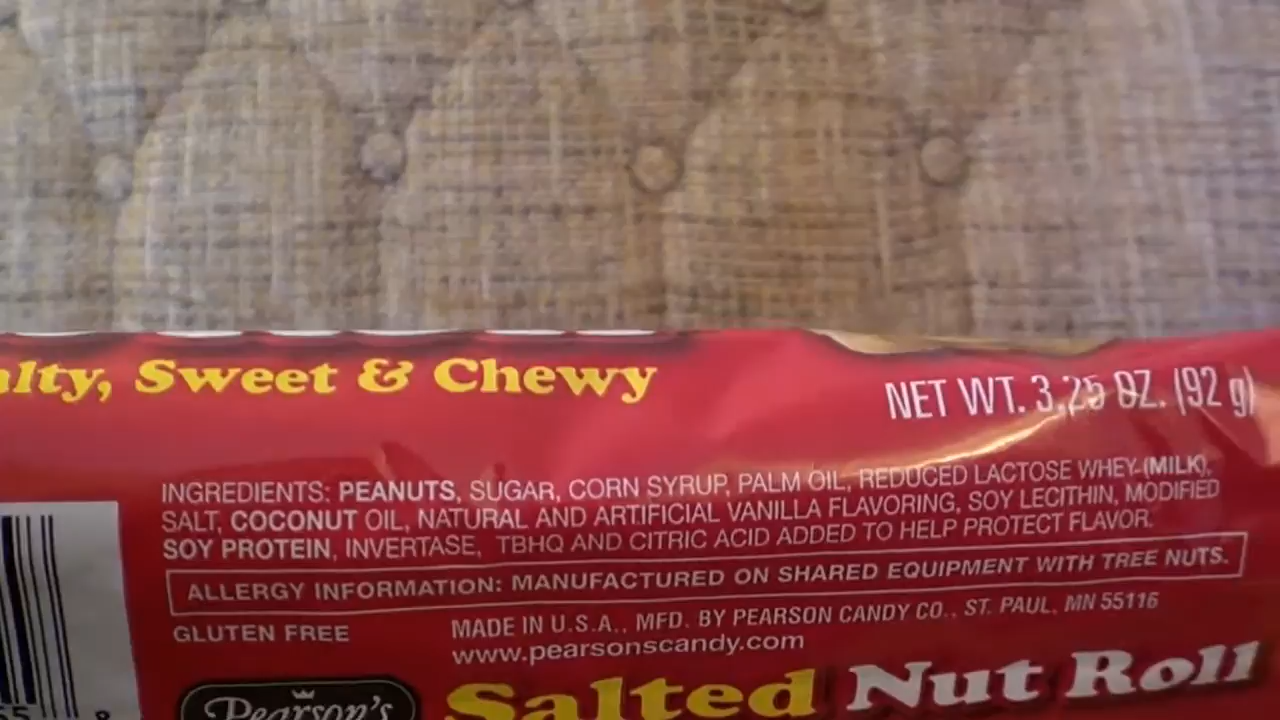 Sweet & Chewy
NET WT. 3.25 OZ. (92 g)
INGREDIENTS: PEANUTS, SUGAR, CORN SYRUP, PALM OIL, REDUCED LACTOSE WHEY (MILK),
SALT, COCONUT OIL, NATURAL AND ARTIFICIAL VANILLA FLAVORING, SOY LECITHIN, MODIFIED
SOY PROTEIN, INVERTASE, TBHQ AND CITRIC ACID ADDED TO HELP PROTECT FLAVOR.
ALLERGY INFORMATION: MANUFACTURED ON SHARED EQUIPMENT WITH TREE NUTS.
GLUTEN FREE
MADE IN U.S.A., MFD. BY PEARSON CANDY CO., ST. PAUL, MN 55116
www.pearsonscandy.com
Pearson's
Salted Nut Roll